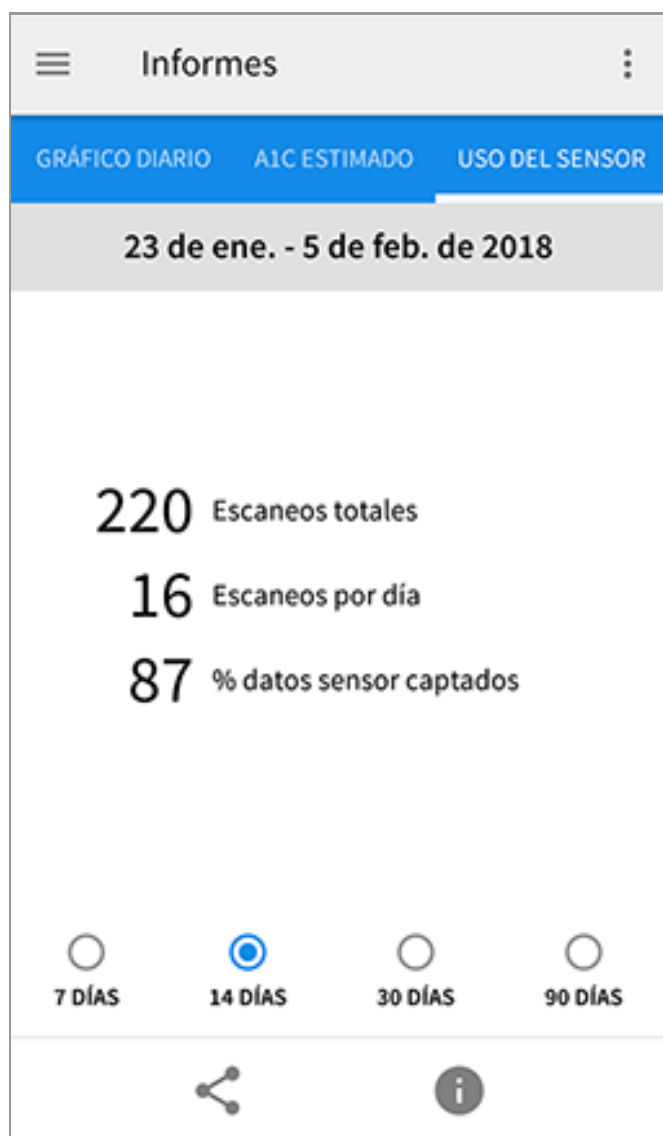 Informes
GRÁFICO DIARIO A1C ESTIMADO USO DEL SENSOR
23 de ene. - 5 de feb. de 2018
220 Escaneos totales
16 Escaneos por día
87 % datos sensor captados
7 DÍAS 14 DÍAS 30 DÍAS 90 DÍAS